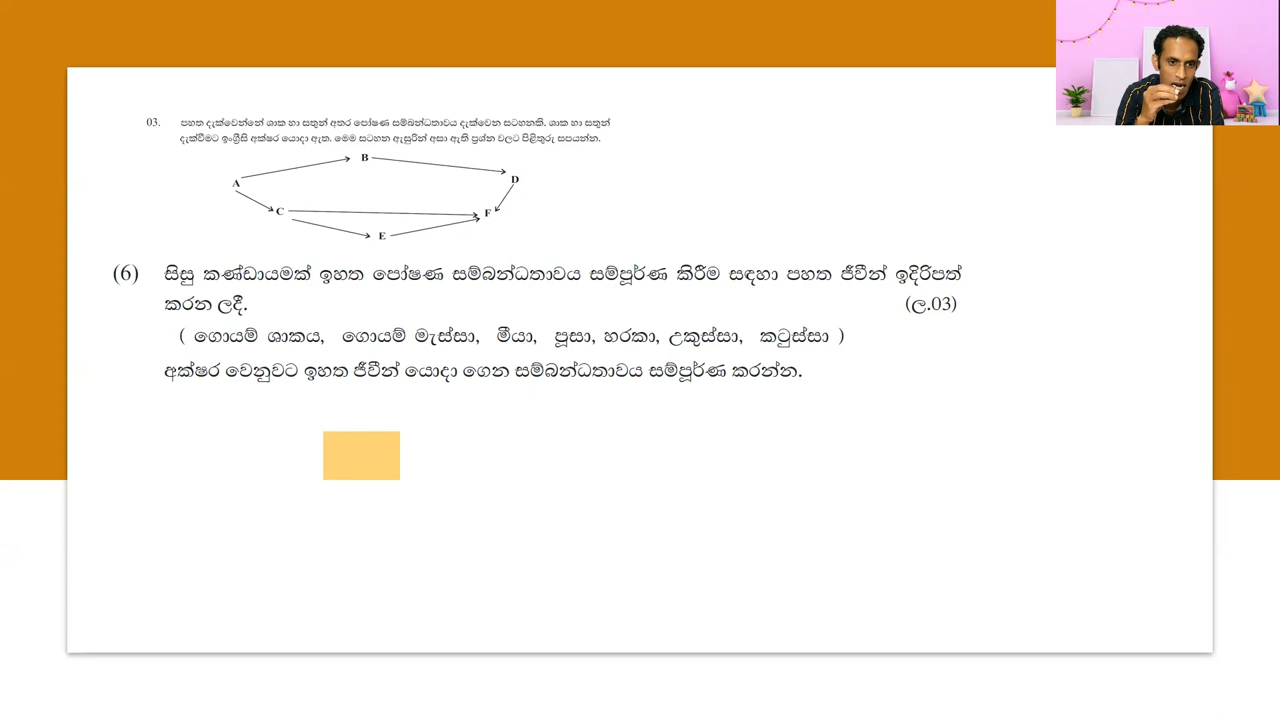 03. පහත දැක්වෙන්නේ ශාක හා සතුන් අතර පෝෂණ සම්බන්ධතාවය දැක්වෙන සටහනකි. ශාක හා සතුන්
දැක්වීමට ඉංග්‍රීසි අක්ෂර යොදා ඇත. මෙම සටහත ඇසුරින් අසා ඇති ප්‍රශ්න වලට පිළිතුරු සපයන්න.
B
A
D
C
F
E
(6) සිසු කණ්ඩායමක් ඉහත පෝෂණ සම්බන්ධතාවය සම්පූර්ණ කිරීම සඳහා පහත ජීවීන් ඉදිරිපත්
කරන ලදී. (ල.03)
( ගොයම් ශාකය, ගොයම් මැස්සා, මීයා, පූසා, හරකා, උකුස්සා, කටුස්සා )
අක්ෂර වෙනුවට ඉහත ජීවීන් යොදා ගෙන සම්බන්ධතාවය සම්පූර්ණ කරන්න.